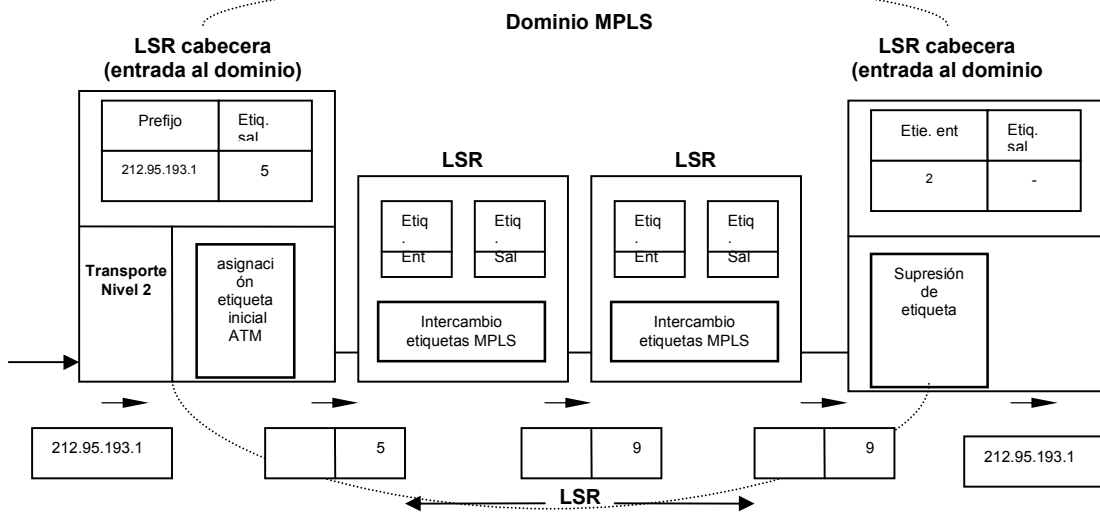 Dominio MPLS
LSR cabecera
(entrada al dominio)
LSR cabecera
(entrada al dominio
Prefijo
Etiq.
sal
212.95.193.1
5
LSR
LSR
Etie. ent
Etiq.
sal
2
-
Etiq
.
Ent
Etiq
.
Sal
Etiq
.
Ent
Etiq
.
Sal
Transporte
Nivel 2
asignaci
ón
etiqueta
inicial
ATM
Intercambio
etiquetas MPLS
Intercambio
etiquetas MPLS
Supresión
de
etiqueta
212.95.193.1
5
9
9
212.95.193.1
LSR